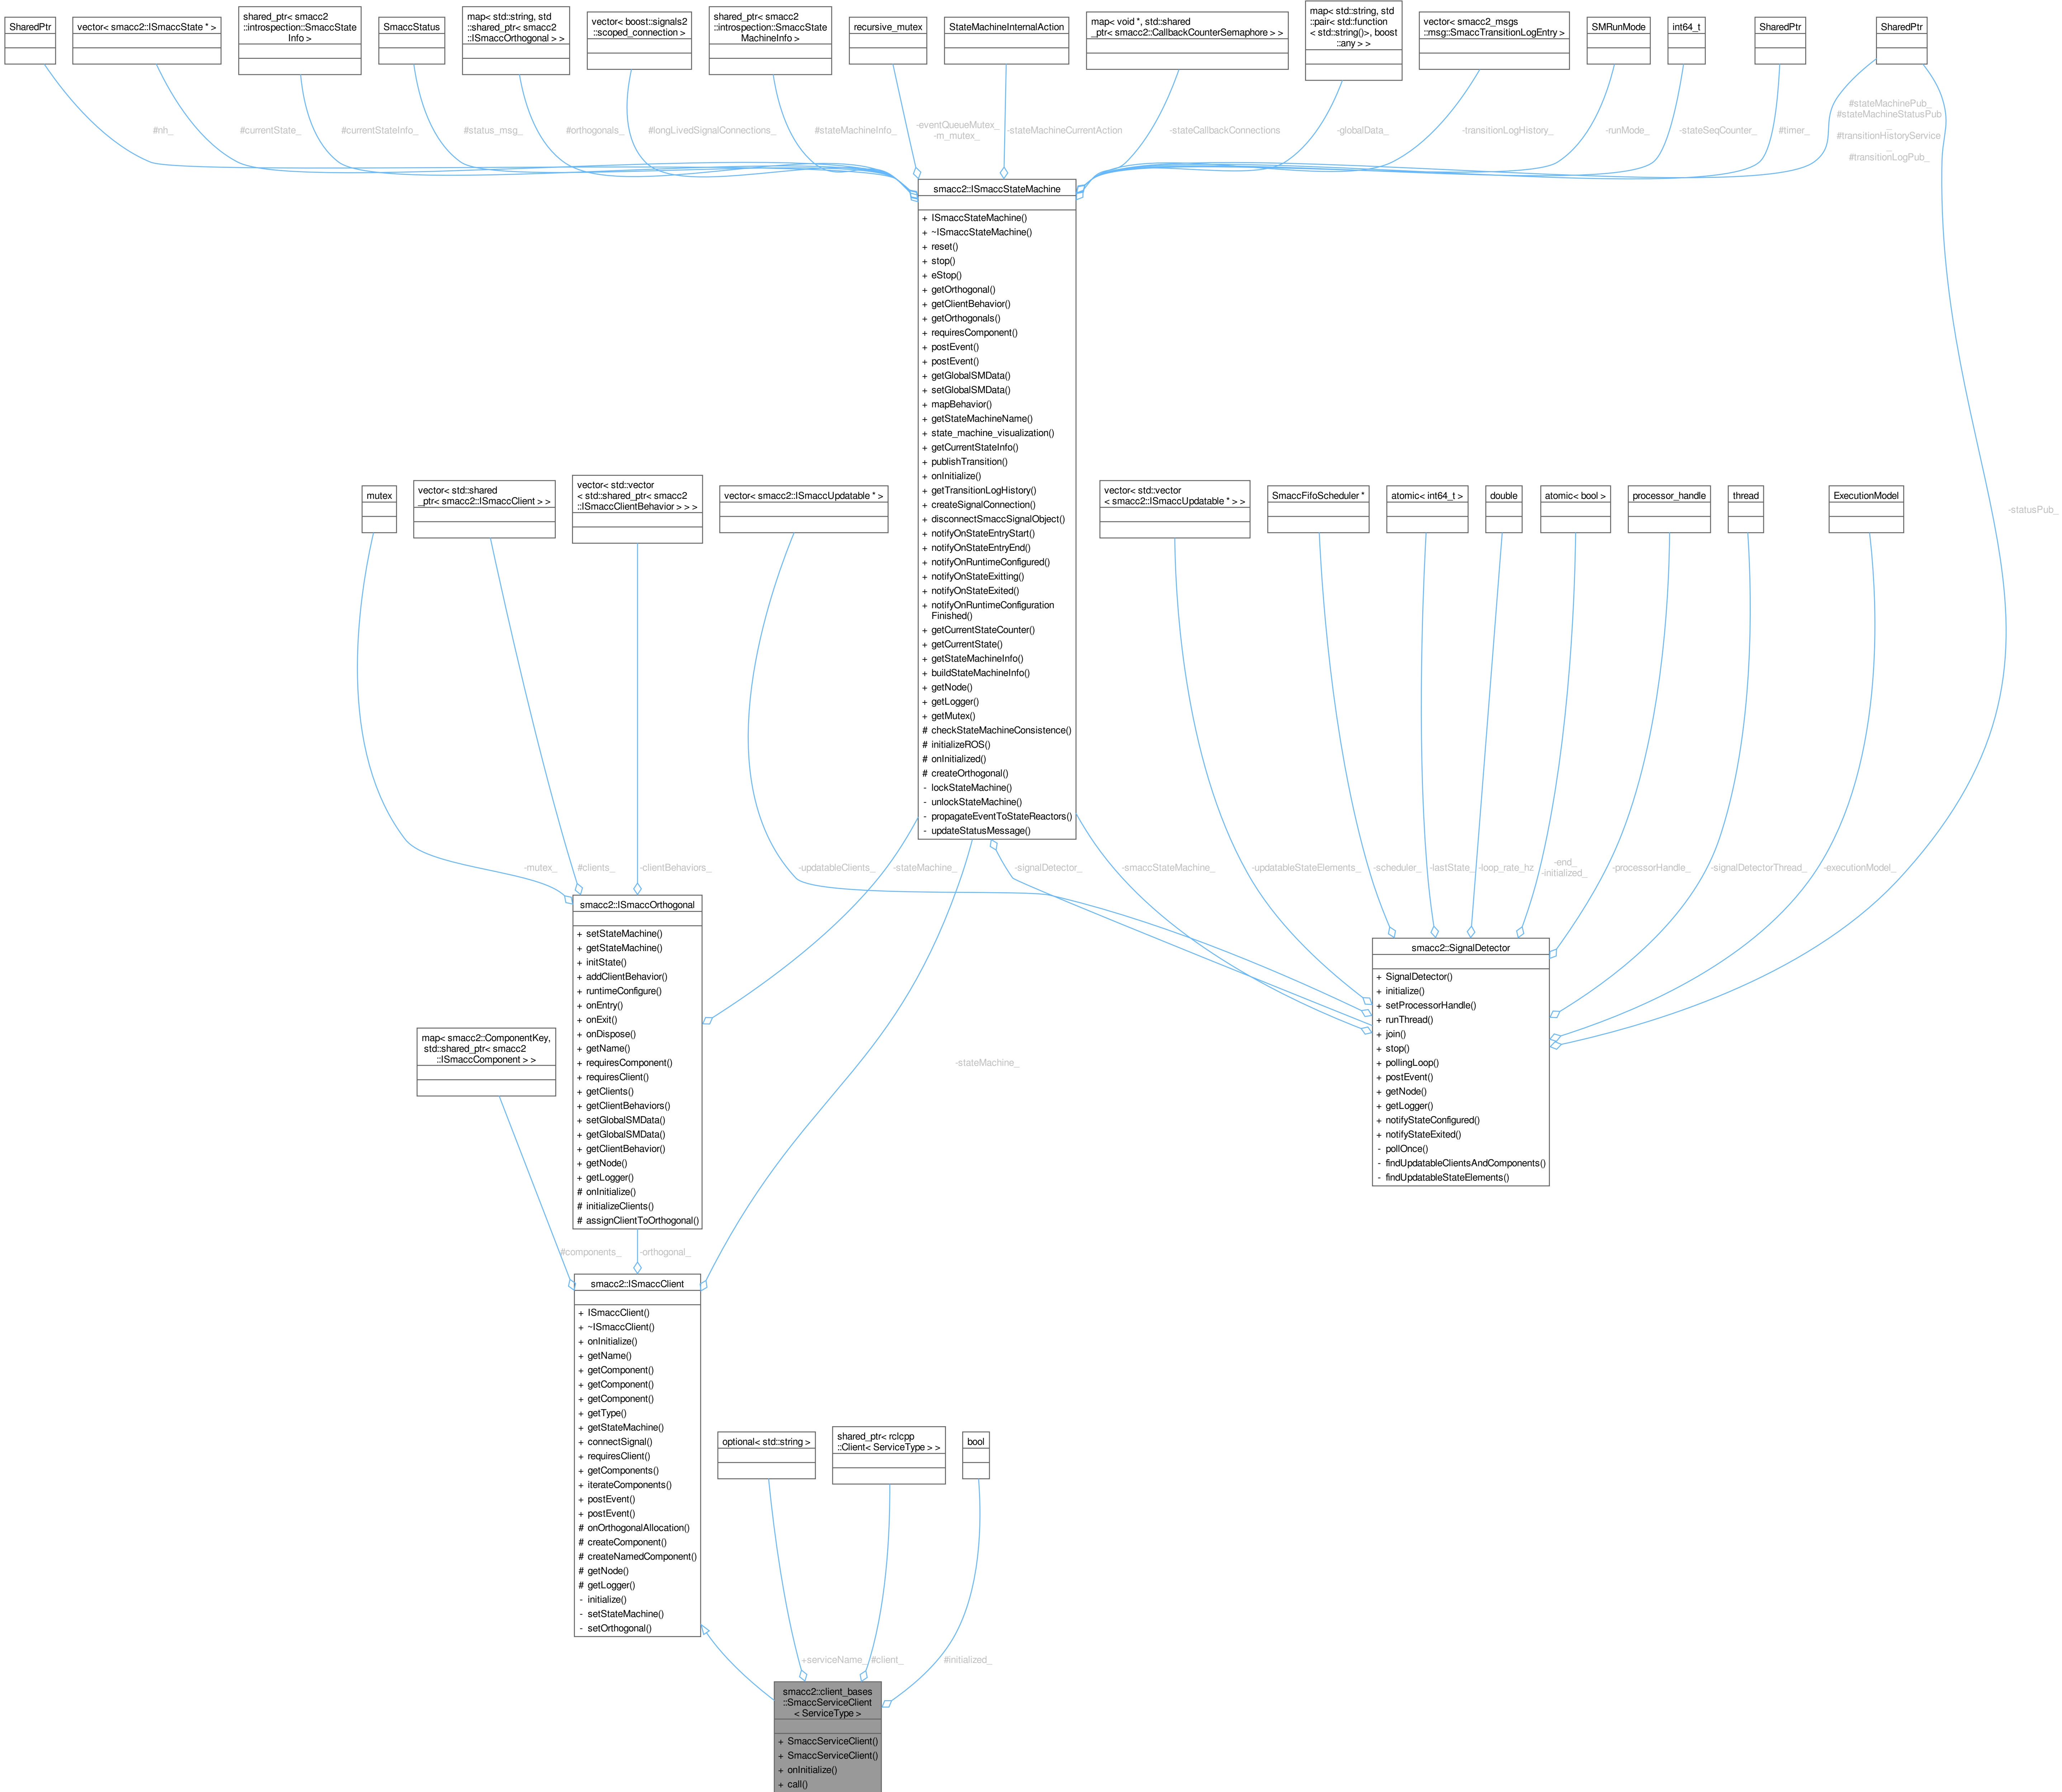 SharedPtr
vector< smacc2::ISmaccState * >
shared_ptr< smacc2
::introspection::SmaccState
Info >
SmaccStatus
map< std::string, std
::shared_ptr< smacc2
::ISmaccOrthogonal > >
vector< boost::signals2
::scoped_connection >
shared_ptr< smacc2
::introspection::SmaccState
MachineInfo >
recursive_mutex
StateMachineInternalAction
map< void *, std::shared
_ptr< smacc2::CallbackCounterSemaphore > >
map< std::string, std
::pair< std::function
< std::string()>, boost
::any > >
vector< smacc2_msgs
::msg::SmaccTransitionLogEntry >
SMRunMode
int64_t
SharedPtr
SharedPtr
#nh_
#currentState_
#currentStateInfo_
#status_msg_
#orthogonals_
#longLivedSignalConnections_
#stateMachineInfo_
-eventQueueMutex_
-m_mutex_
-stateMachineCurrentAction
-stateCallbackConnections
-globalData_
-transitionLogHistory_
-runMode_
-stateSeqCounter_
#timer_
#stateMachinePub_
#stateMachineStatusPub
_
#transitionHistoryService
_
#transitionLogPub_
smacc2::ISmaccStateMachine
+ ISmaccStateMachine()
+ ~ISmaccStateMachine()
+ reset()
+ stop()
+ eStop()
+ getOrthogonal()
+ getClientBehavior()
+ getOrthogonals()
+ requiresComponent()
+ postEvent()
+ postEvent()
+ getGlobalSMData()
+ setGlobalSMData()
+ mapBehavior()
+ getStateMachineName()
+ state_machine_visualization()
+ getCurrentStateInfo()
+ publishTransition()
+ onInitialize()
+ getTransitionLogHistory()
+ createSignalConnection()
+ disconnectSmaccSignalObject()
+ notifyOnStateEntryStart()
+ notifyOnStateEntryEnd()
+ notifyOnRuntimeConfigured()
+ notifyOnStateExitting()
+ notifyOnStateExited()
+ notifyOnRuntimeConfiguration
Finished()
+ getCurrentStateCounter()
+ getCurrentState()
+ getStateMachineInfo()
+ buildStateMachineInfo()
+ getNode()
+ getLogger()
+ getMutex()
# checkStateMachineConsistence()
# initializeROS()
# onInitialized()
# createOrthogonal()
- lockStateMachine()
- unlockStateMachine()
- propagateEventToStateReactors()
- updateStatusMessage()
mutex
vector< std::shared
_ptr< smacc2::ISmaccClient > >
vector< std::vector
< std::shared_ptr< smacc2
::ISmaccClientBehavior > > >
vector< smacc2::ISmaccUpdatable * >
vector< std::vector
< smacc2::ISmaccUpdatable * > >
SmaccFifoScheduler *
atomic< int64_t >
double
atomic< bool >
processor_handle
thread
ExecutionModel
-statusPub_
-mutex_
#clients_
-clientBehaviors_
-updatableClients_
-stateMachine_
-signalDetector_
-smaccStateMachine_
-updatableStateElements_
-scheduler_
-lastState_
-loop_rate_hz
-end_
-initialized_
-processorHandle_
-signalDetectorThread_
-executionModel_
smacc2::ISmaccOrthogonal
+ setStateMachine()
+ getStateMachine()
+ initState()
+ addClientBehavior()
+ runtimeConfigure()
+ onEntry()
+ onExit()
+ onDispose()
+ getName()
+ requiresComponent()
+ requiresClient()
+ getClients()
+ getClientBehaviors()
+ setGlobalSMData()
+ getGlobalSMData()
+ getClientBehavior()
+ getNode()
+ getLogger()
# onInitialize()
# initializeClients()
# assignClientToOrthogonal()
smacc2::SignalDetector
+ SignalDetector()
+ initialize()
+ setProcessorHandle()
+ runThread()
+ join()
+ stop()
+ pollingLoop()
+ postEvent()
+ getNode()
+ getLogger()
+ notifyStateConfigured()
+ notifyStateExited()
- pollOnce()
- findUpdatableClientsAndComponents()
- findUpdatableStateElements()
map< smacc2::ComponentKey,
std::shared_ptr< smacc2
::ISmaccComponent > >
-stateMachine_
#components_
-orthogonal_
smacc2::ISmaccClient
+ ISmaccClient()
+ ~ISmaccClient()
+ onInitialize()
+ getName()
+ getComponent()
+ getComponent()
+ getComponent()
+ getType()
+ getStateMachine()
+ connectSignal()
+ requiresClient()
+ getComponents()
+ iterateComponents()
+ postEvent()
+ postEvent()
# onOrthogonalAllocation()
# createComponent()
# createNamedComponent()
# getNode()
# getLogger()
- initialize()
- setStateMachine()
- setOrthogonal()
optional< std::string >
shared_ptr< rclcpp
::Client< ServiceType > >
bool
+serviceName_
#client_
#initialized_
smacc2::client_bases
::SmaccServiceClient
< ServiceType >
+ SmaccServiceClient()
+ SmaccServiceClient()
+ onInitialize()
+ call()